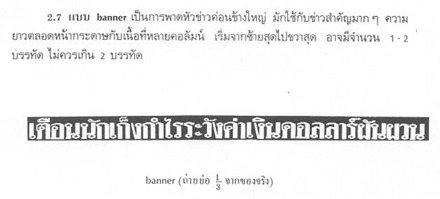 2.7 แบบ banner เป็นการพาดหัวข่าวค่อนข้างใหญ่ มักใช้กับข่าวสำคัญมาก ๆ ความ
ยาวตลอดหน้ากระดาษกับเนื้อที่หลายคอลัมน์ เริ่มจากซ้ายสุดไปขวาสุด อาจมีจำนวน 1-2
บรรทัด ไม่ควรเกิน 2 บรรทัด
เตือนนักเก็งกำไรระวังค่าเงินดอลลาร์ผันผวน
banner (ถ่ายย่อ 1/3 จากของจริง)